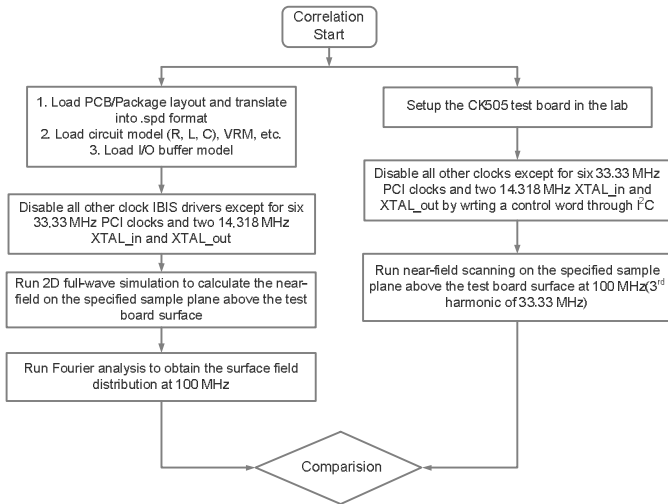 Correlation
Start
1. Load PCB/Package layout and translate
into .spd format
2. Load circuit model (R, L, C), VRM, etc.
3. Load I/O buffer model
Disable all other clock IBIS drivers except for six
33.33 MHz PCI clocks and two 14.318 MHz
XTAL_in and XTAL_out
Run 2D full-wave simulation to calculate the near-
field on the specified sample plane above the test
board surface
Run Fourier analysis to obtain the surface field
distribution at 100 MHz
Setup the CK505 test board in the lab
Disable all other clocks except for six 33.33 MHz
PCI clocks and two 14.318 MHz XTAL_in and
XTAL_out by wrting a control word through I²C
Run near-field scanning on the specified sample
plane above the test board surface at 100 MHz(3rd
harmonic of 33.33 MHz)
Comparision